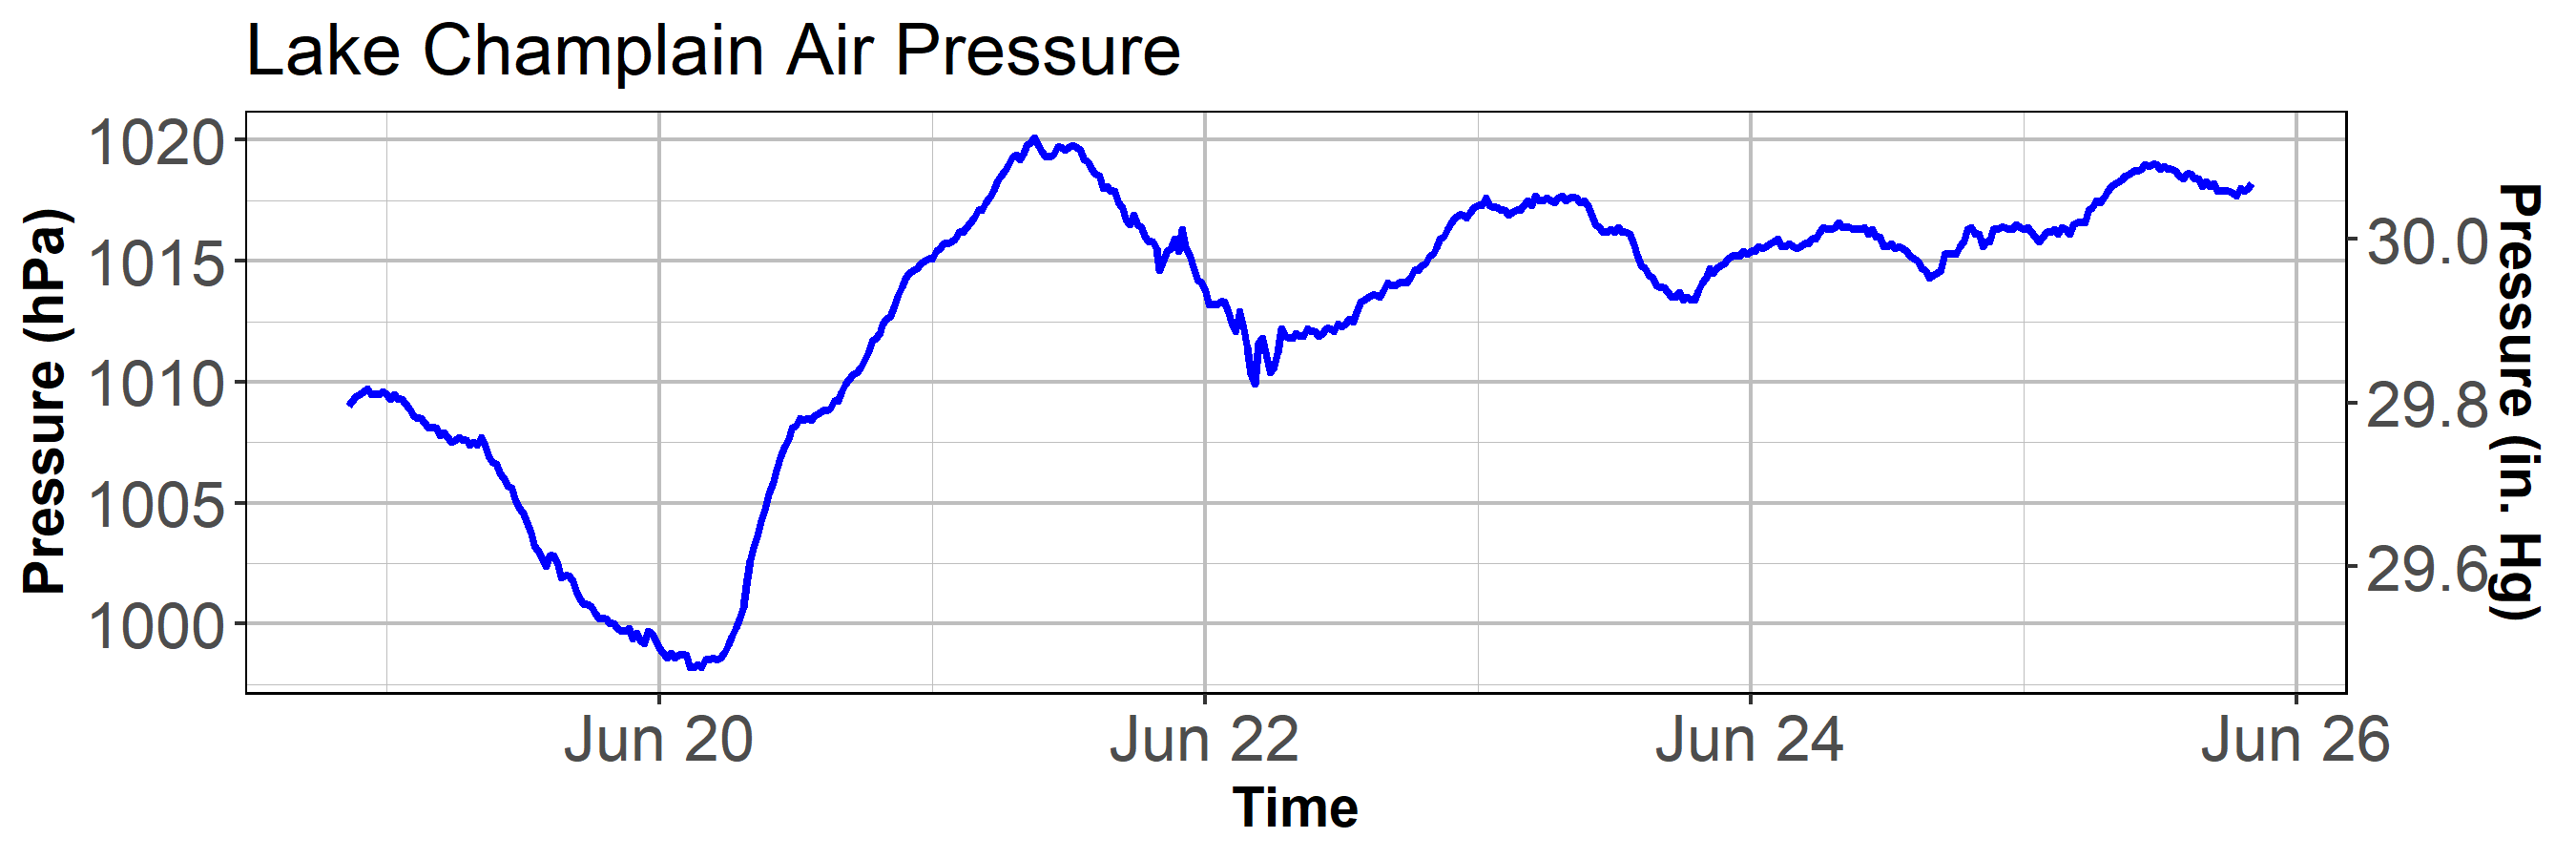 Lake Champlain Air Pressure
Pressure (hPa)
1020
1015
1010
1005
1000
30.0
29.8
29.6
Pressure (in. Hg)
Jun 20
Jun 22
Jun 24
Jun 26
Time